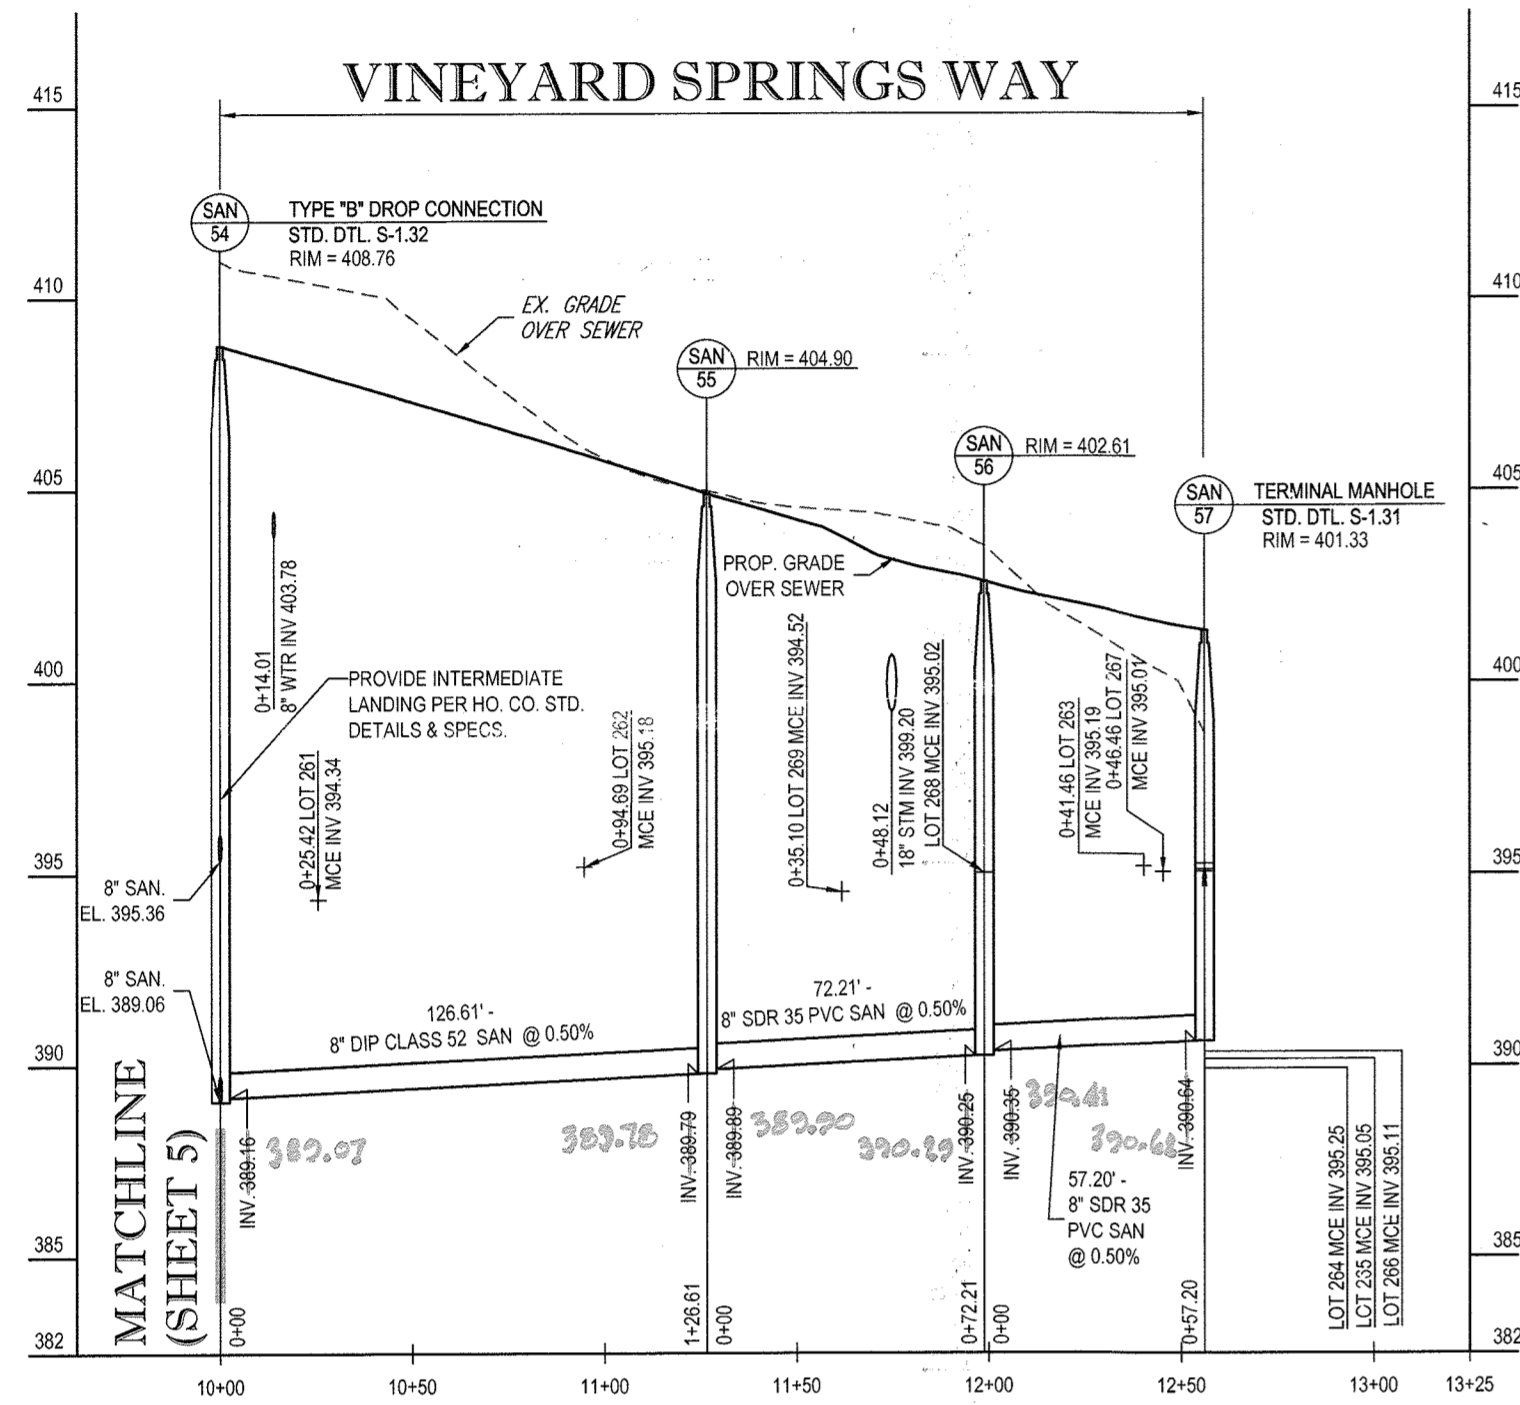 VINEYARD SPRINGS WAY
415
415
410
410
405
405
400
400
395
395
390
390
385
385
382
382
SAN
54
TYPE "B" DROP CONNECTION
STD. DTL. S-1.32
RIM = 408.76
EX. GRADE
OVER SEWER
SAN
55
RIM = 404.90
SAN
56
RIM = 402.61
SAN
57
TERMINAL MANHOLE
STD. DTL. S-1.31
RIM = 401.33
PROP. GRADE
OVER SEWER
0+14.01
8" WTR INV 403.78
PROVIDE INTERMEDIATE
LANDING PER HO. CO. STD.
DETAILS & SPECS.
0+25.42 LOT 261
MCE INV 394.34
0+94.69 LOT 262
MCE INV 395.18
0+35.10 LOT 269 MCE INV 394.52
0+48.12
18" STM INV 399.20
LOT 268 MCE INV 395.02
0+41.46 LOT 263
MCE INV 395.19
0+46.46 LOT 267
MCE INV 395.01
8" SAN.
EL. 395.36
8" SAN.
EL. 389.06
126.61' -
8" DIP CLASS 52 SAN @ 0.50%
72.21' -
8" SDR 35 PVC SAN @ 0.50%
57.20' -
8" SDR 35
PVC SAN
@ 0.50%
INV. 389.16
389.07
389.78
INV. 389.79
INV. 389.89
389.90
390.29
INV. 390.25
INV. 390.35
390.41
390.62
INV. 390.64
LOT 264 MCE INV 395.25
LOT 265 MCE INV 395.05
LOT 266 MCE INV 395.11
MATCHLINE
(SHEET 5)
0+00
1+26.61
0+00
0+72.21
0+00
0+57.20
10+00
10+50
11+00
11+50
12+00
12+50
13+00
13+25